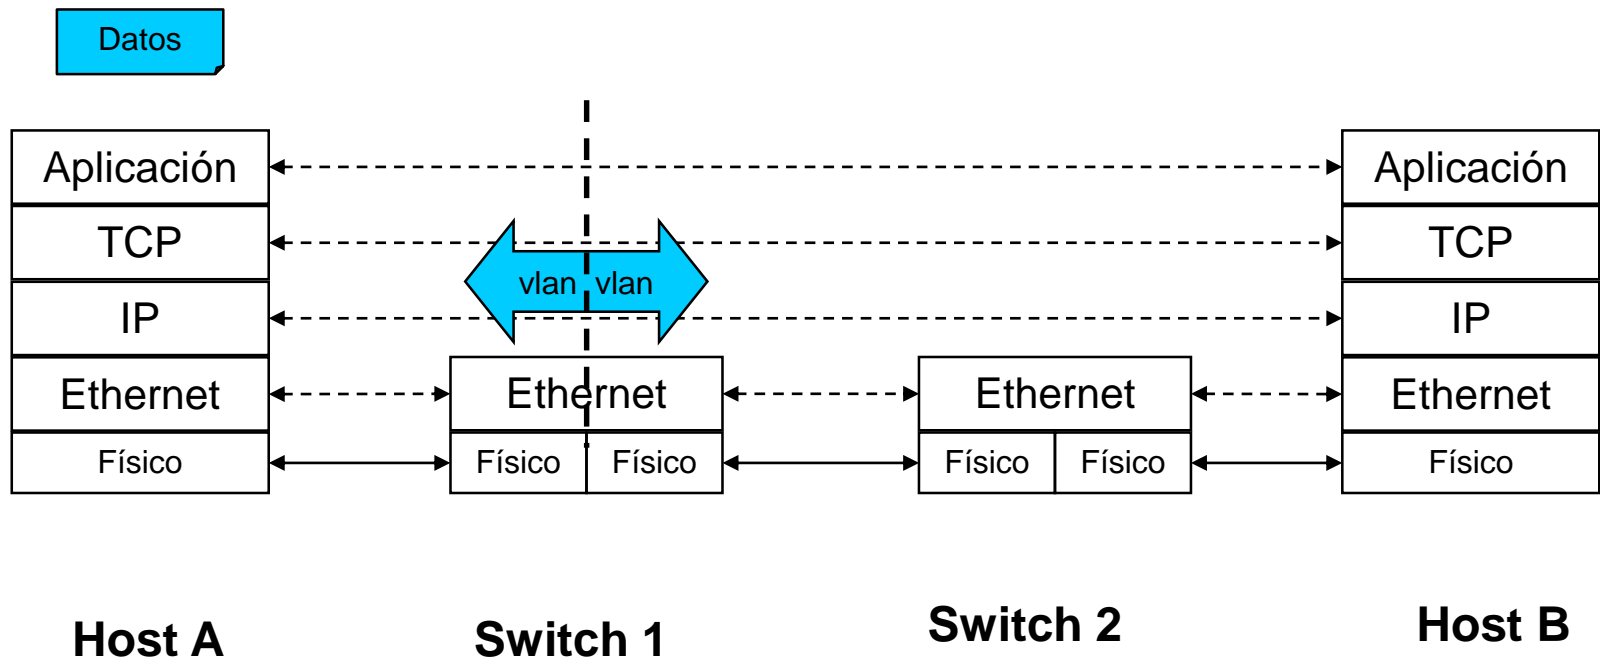 Datos
Aplicación
Aplicación
TCP
TCP
vlan vlan
IP
IP
Ethernet
Ethernet
Ethernet
Ethernet
Físico
Físico
Físico
Físico
Físico
Físico
Host A
Switch 1
Switch 2
Host B